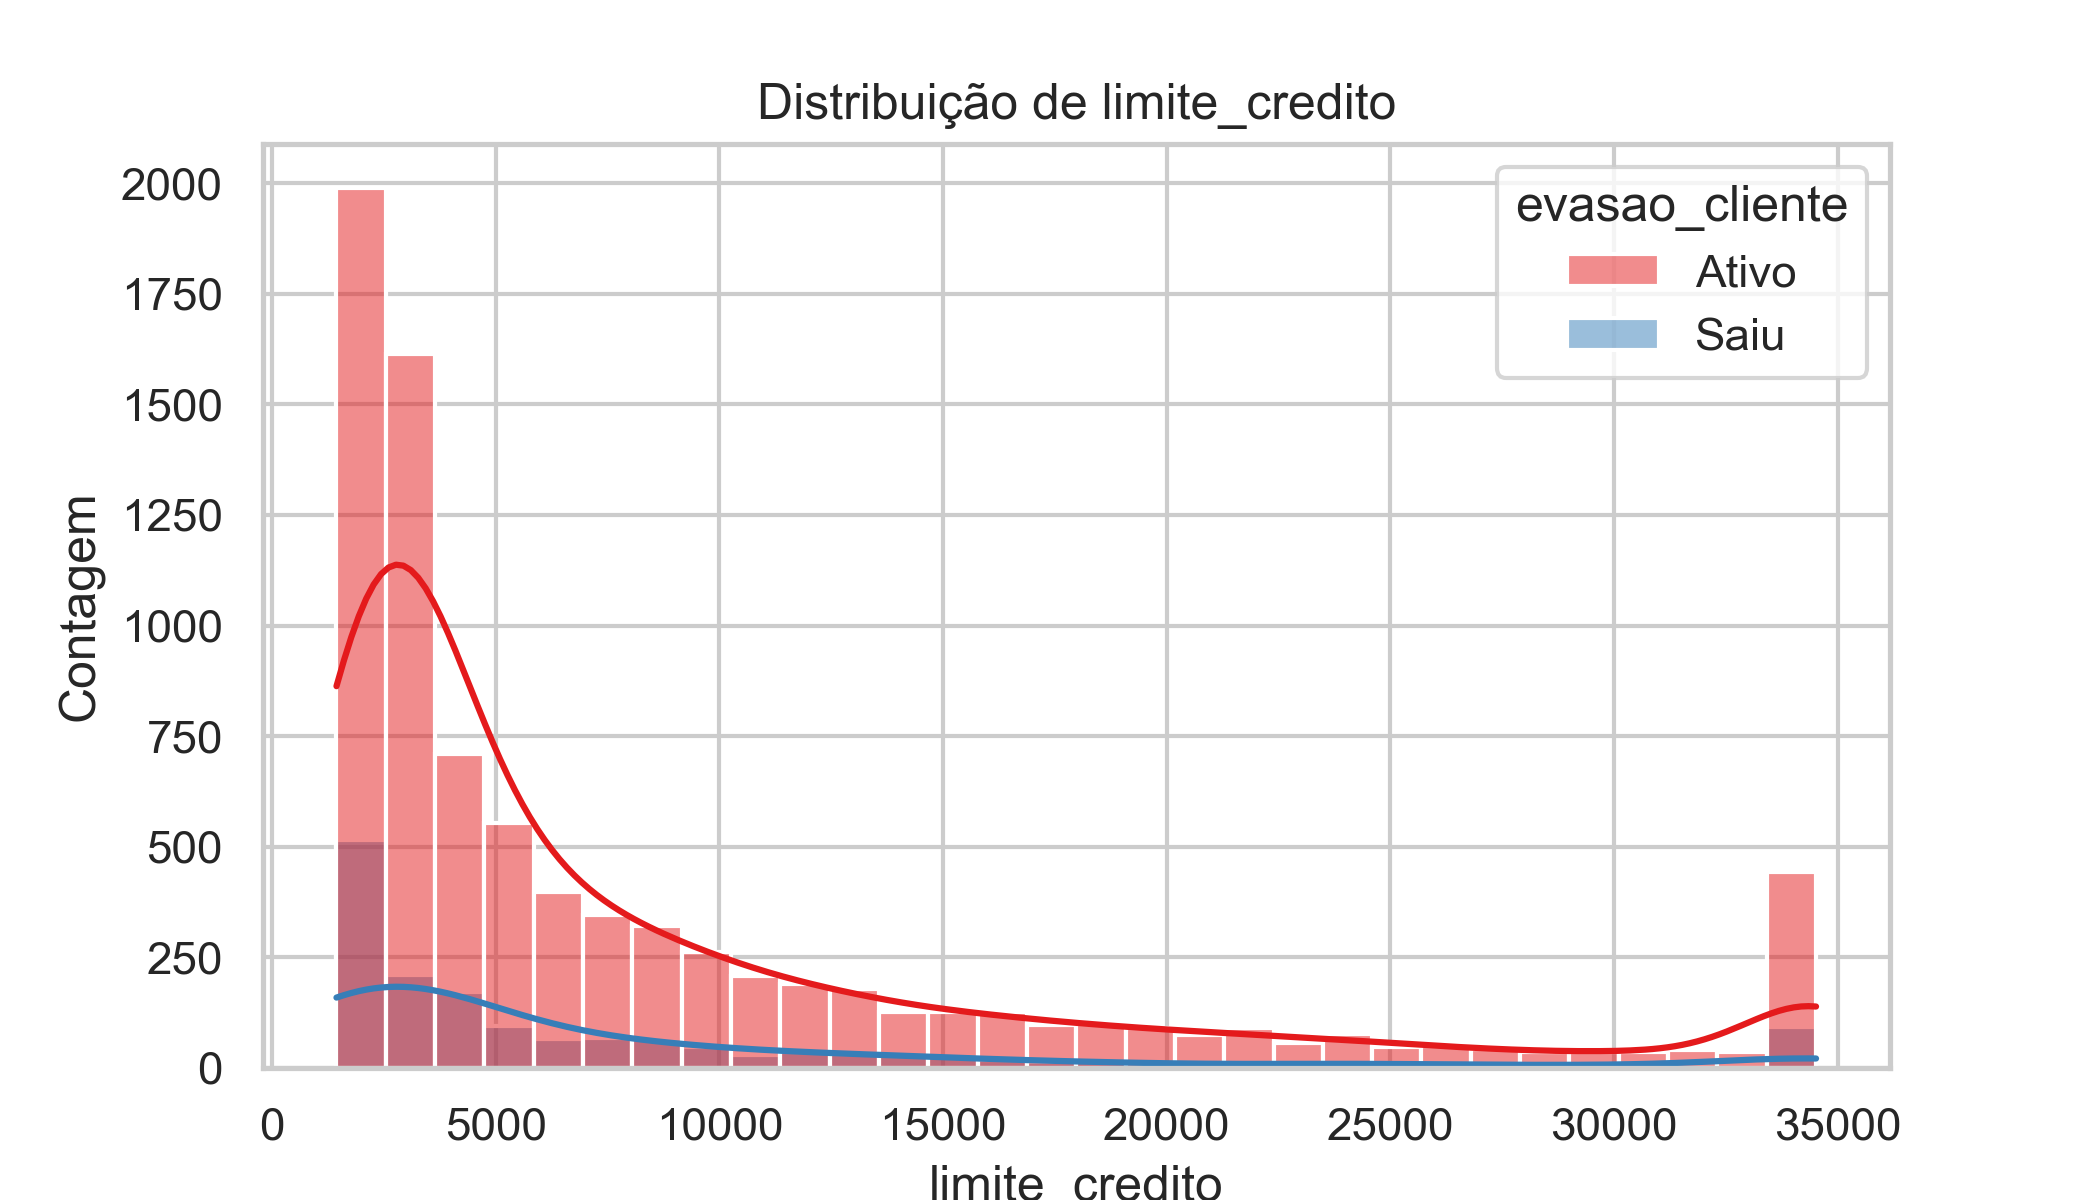 Distribuição de limite_credito
evasao_cliente
Ativo
Saiu
Contagem
2000
1750
1500
1250
1000
750
500
250
0
0 5000 10000 15000 20000 25000 30000 35000
limite_credito